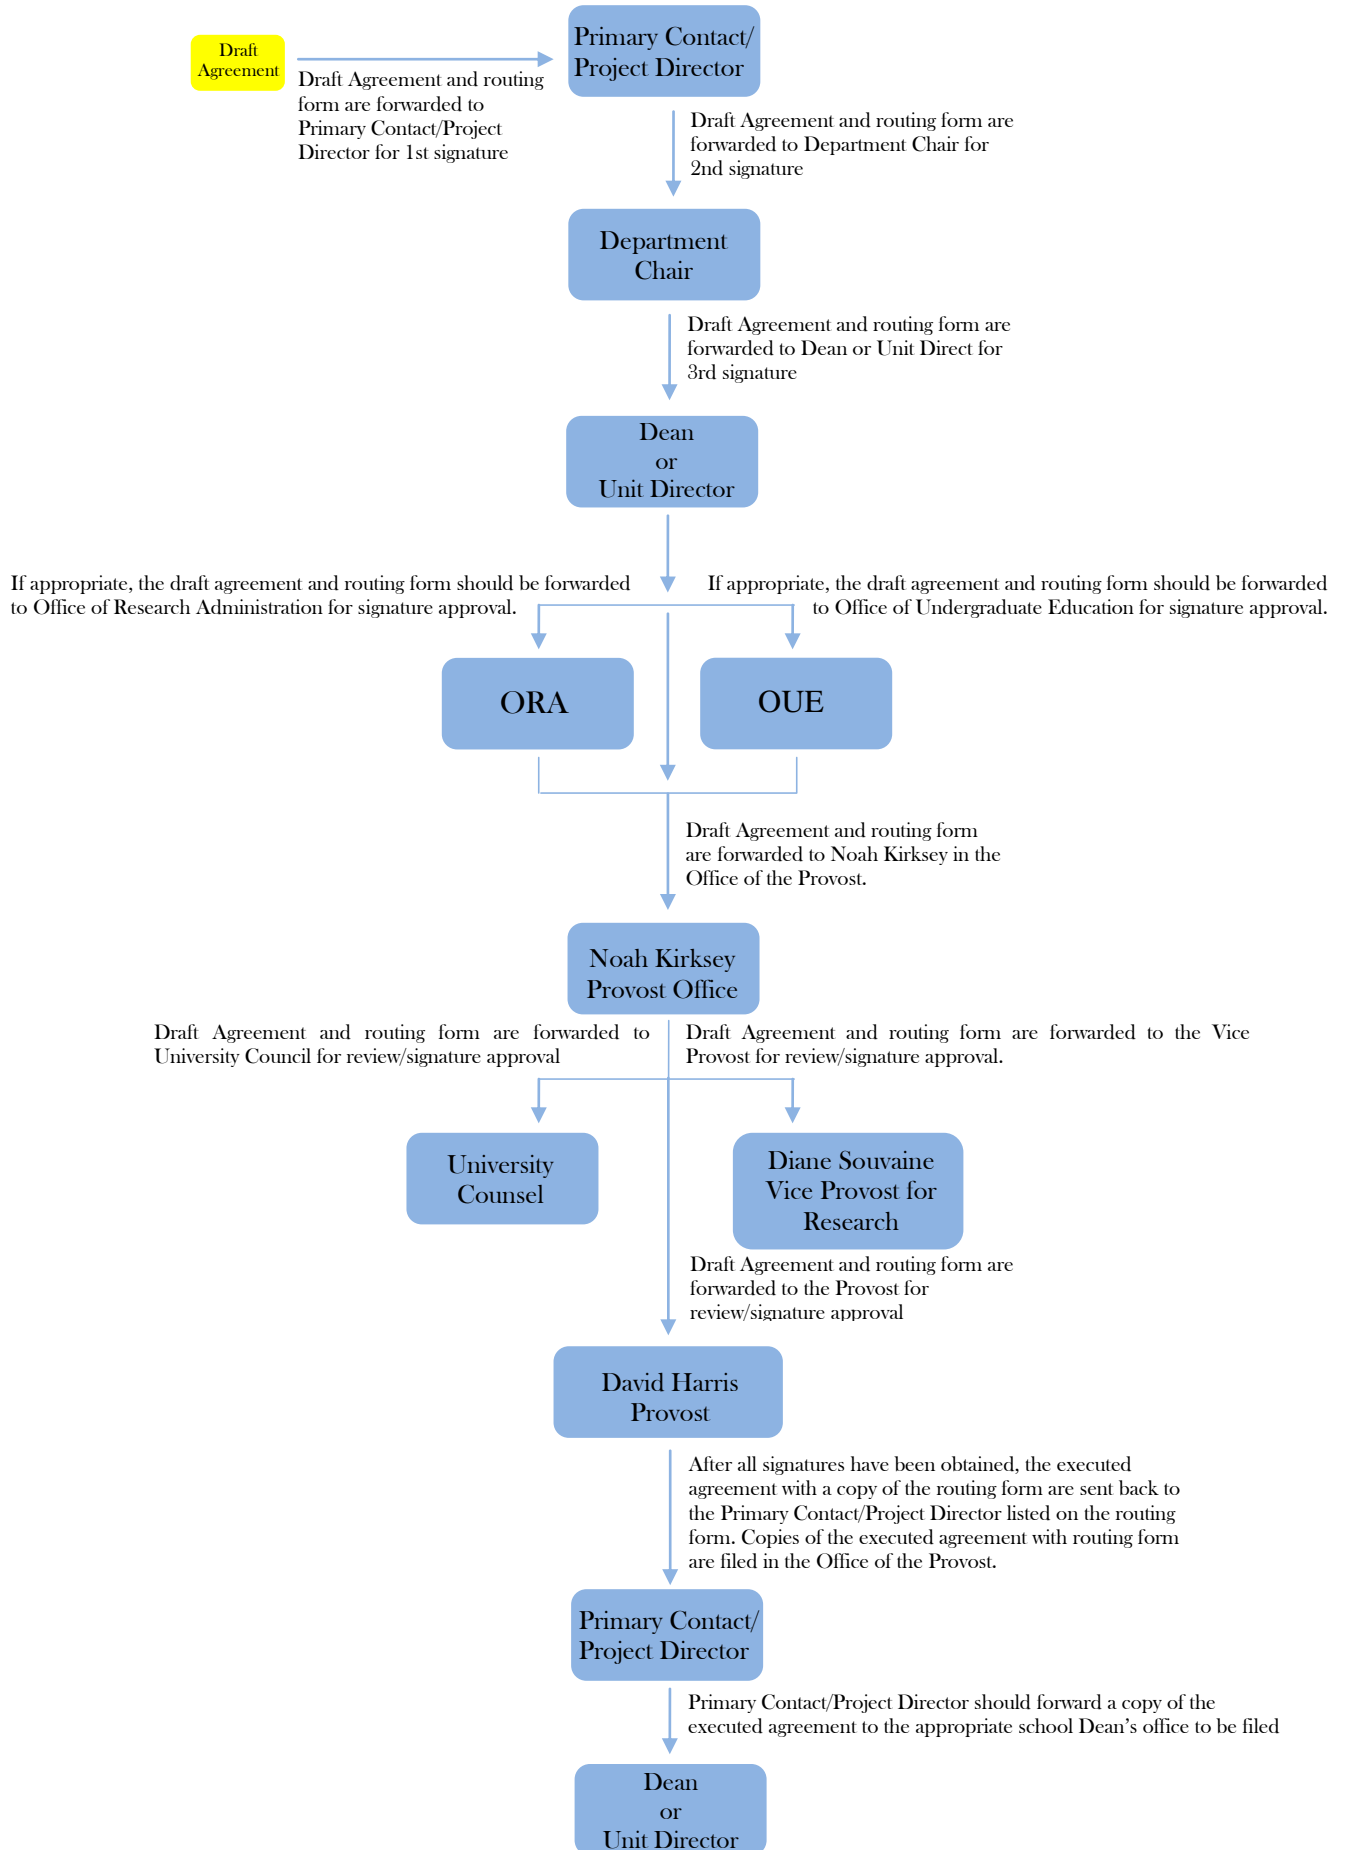 Draft
Agreement
Draft Agreement and routing
form are forwarded to
Primary Contact/Project
Director for 1st signature
Primary Contact/
Project Director
Draft Agreement and routing form are
forwarded to Department Chair for
2nd signature
Department
Chair
Draft Agreement and routing form are
forwarded to Dean or Unit Direct for
3rd signature
Dean
or
Unit Director
If appropriate, the draft agreement and routing form should be forwarded
to Office of Research Administration for signature approval.
If appropriate, the draft agreement and routing form should be forwarded
to Office of Undergraduate Education for signature approval.
ORA
OUE
Draft Agreement and routing form
are forwarded to Noah Kirksey in the
Office of the Provost.
Noah Kirksey
Provost Office
Draft Agreement and routing form are forwarded to
University Council for review/signature approval
Draft Agreement and routing form are forwarded to the Vice
Provost for review/signature approval.
University
Counsel
Diane Souvaine
Vice Provost for
Research
Draft Agreement and routing form are
forwarded to the Provost for
review/signature approval
David Harris
Provost
After all signatures have been obtained, the executed
agreement with a copy of the routing form are sent back to
the Primary Contact/Project Director listed on the routing
form. Copies of the executed agreement with routing form
are filed in the Office of the Provost.
Primary Contact/
Project Director
Primary Contact/Project Director should forward a copy of the
executed agreement to the appropriate school Dean’s office to be filed
Dean
or
Unit Director